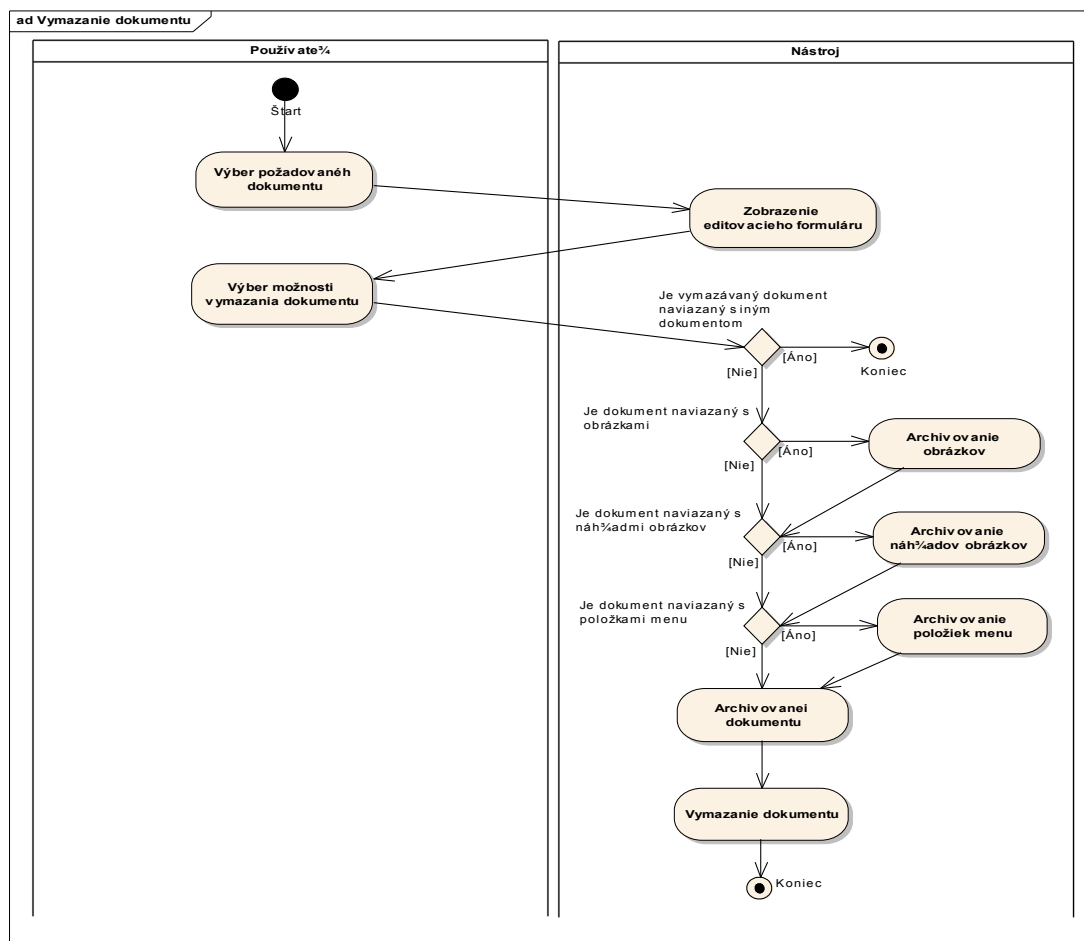 ad Vymazanie dokumentu
Používate¾
Nástroj
Štart
Výber požadovanéh
dokumentu
Zobrazenie
editovacieho formuláru
Výber možnosti
vymazania dokumentu
Je vymazávaný dokument
naviazaný s iným
dokumentom
[Áno]
Koniec
[Nie]
Je dokument naviazaný s
obrázkami
[Áno]
Archivovanie
obrázkov
[Nie]
Je dokument naviazaný s
náh¾admi obrázkov
[Áno]
Archivovanie
náh¾adov obrázkov
[Nie]
Je dokument naviazaný s
položkami menu
[Áno]
Archivovanie
položiek menu
[Nie]
Archivovanei
dokumentu
Vymazanie dokumentu
Koniec